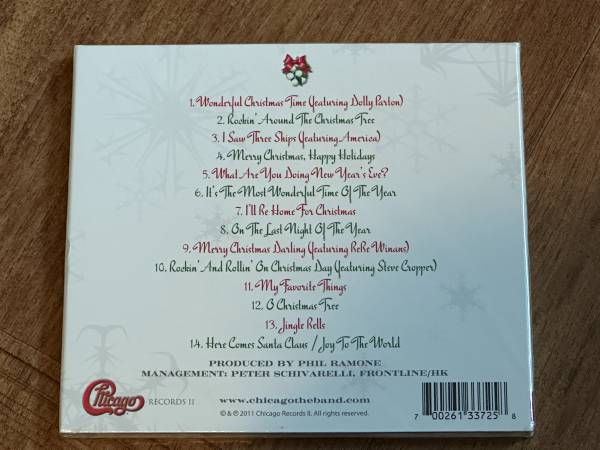 1. Wonderful Christmas Time (featuring Dolly Parton)
2. Rockin' Around The Christmas Tree
3. I Saw Three Ships (featuring America)
4. Merry Christmas, Happy Holidays
5. What Are You Doing New Year's Eve?
6. It's The Most Wonderful Time Of The Year
7. I'll Be Home For Christmas
8. On The Last Night Of The Year
9. Merry Christmas Darling (featuring BeBe Winans)
10. Rockin' And Rollin' On Christmas Day (featuring Steve Cropper)
11. My Favorite Things
12. O Christmas Tree
13. Jingle Bells
14. Here Comes Santa Claus / Joy To The World
PRODUCED BY PHIL RAMONE
MANAGEMENT: PETER SCHIVARELLI, FRONTLINE/HK
Chicago RECORDS II
www.chicagotheband.com
© & ℗ 2011 Chicago Records II. All rights reserved.
7 00261 33725 8